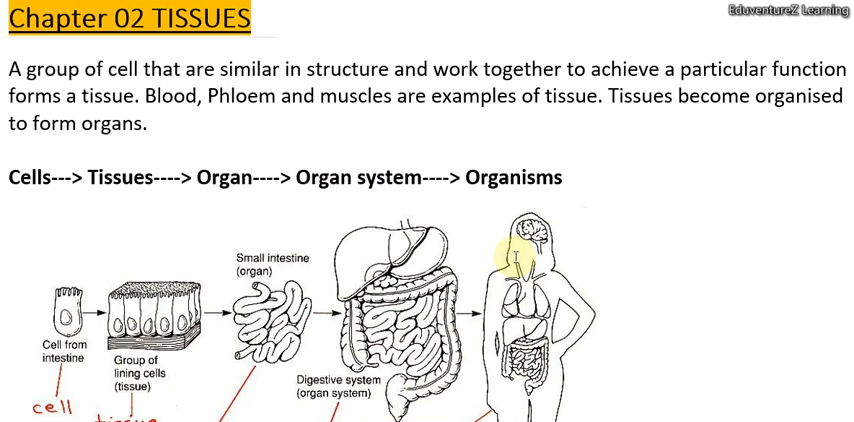 Chapter 02 TISSUES
EduventureZ Learning
A group of cell that are similar in structure and work together to achieve a particular function
forms a tissue. Blood, Phloem and muscles are examples of tissue. Tissues become organised
to form organs.
Cells---> Tissues----> Organ----> Organ system----> Organisms
Small intestine
(organ)
Cell from
intestine
Group of
lining cells
(tissue)
Digestive system
(organ system)
cell
tissue